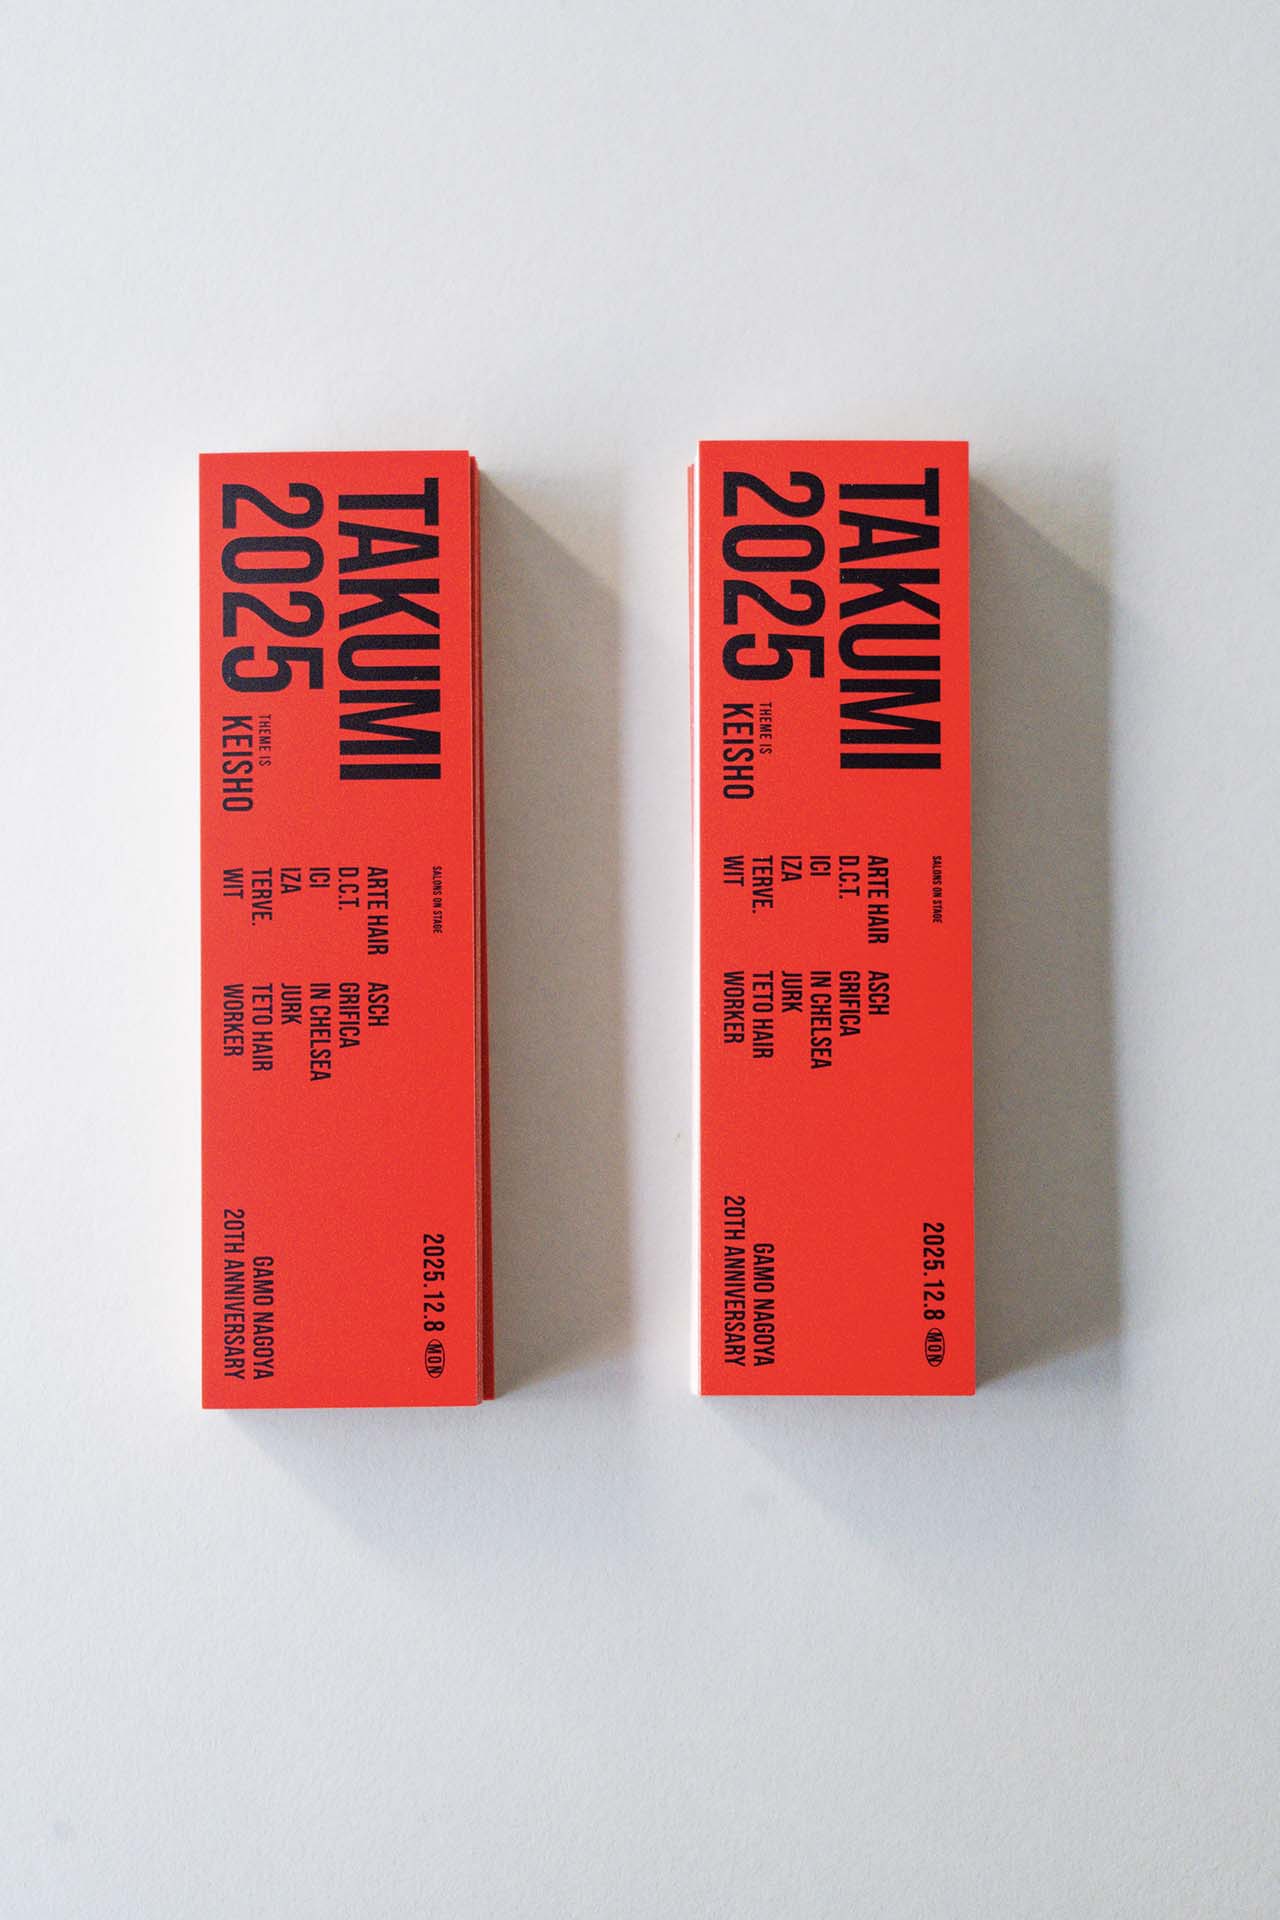 TAKUMI
2025
THEME IS
KEISHO
SALONS ON STAGE
ARTE HAIR
D.C.T.
ICI
IZA
TERVE.
WIT
ASCH
GRIFICA
IN CHELSEA
JURK
TETO HAIR
WORKER
2025.12.8 MON
GAMO NAGOYA
20TH ANNIVERSARY
TAKUMI
2025
THEME IS
KEISHO
SALONS ON STAGE
ARTE HAIR
D.C.T.
ICI
IZA
TERVE.
WIT
ASCH
GRIFICA
IN CHELSEA
JURK
TETO HAIR
WORKER
2025.12.8 MON
GAMO NAGOYA
20TH ANNIVERSARY